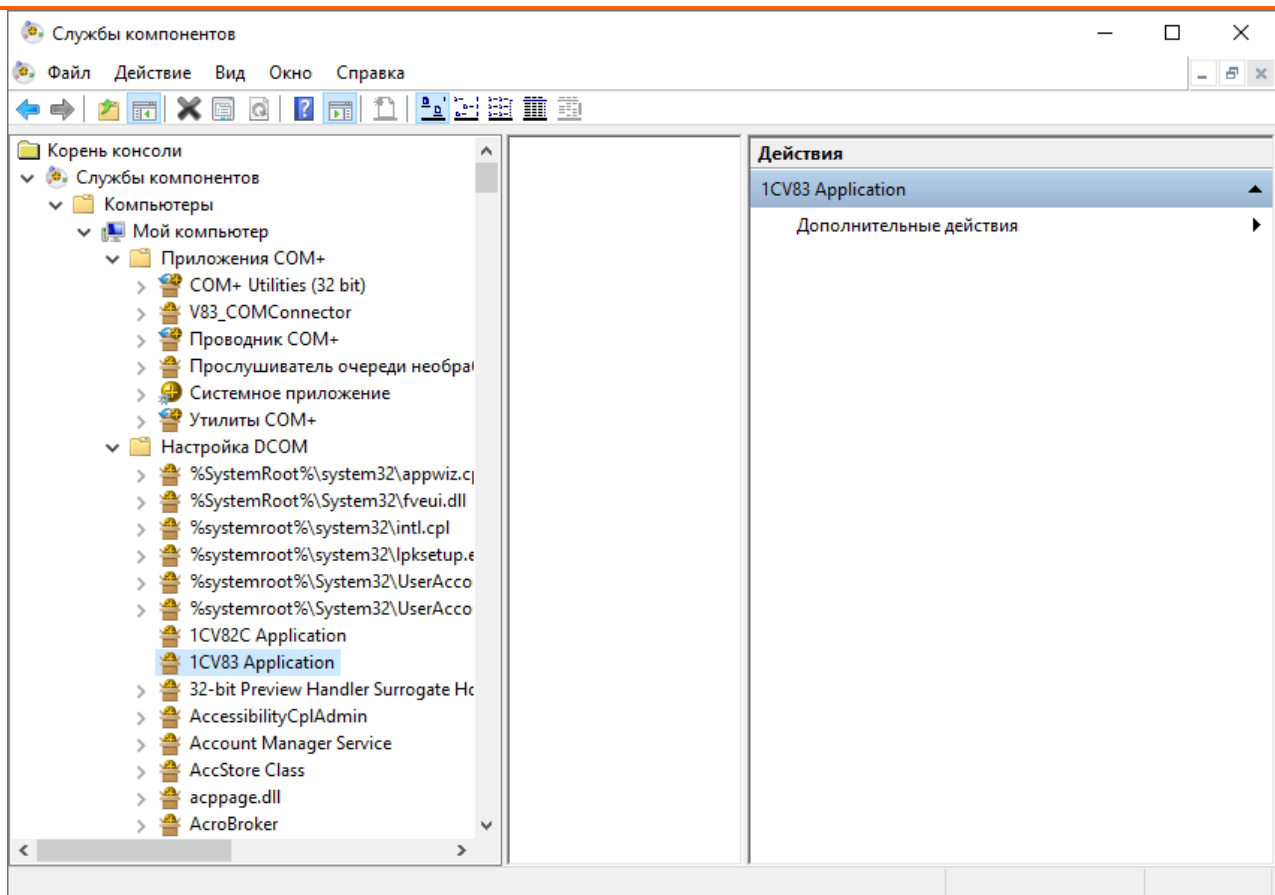 Службы компонентов
Файл Действие Вид Окно Справка
Корень консоли
Службы компонентов
Компьютеры
Мой компьютер
Приложения COM+
COM+ Utilities (32 bit)
V83_COMConnector
Проводник COM+
Прослушиватель очереди необра
Системное приложение
Утилиты COM+
Настройка DCOM
%SystemRoot%\system32\appwiz.c
%SystemRoot%\System32\fveui.dll
%systemroot%\system32\intl.cpl
%systemroot%\system32\lpksetup.e
%systemroot%\System32\UserAcco
%systemroot%\System32\UserAcco
1CV82C Application
1CV83 Application
32-bit Preview Handler Surrogate Ho
AccessibilityCplAdmin
Account Manager Service
AccStore Class
acppage.dll
AcroBroker
Действия
1CV83 Application
Дополнительные действия